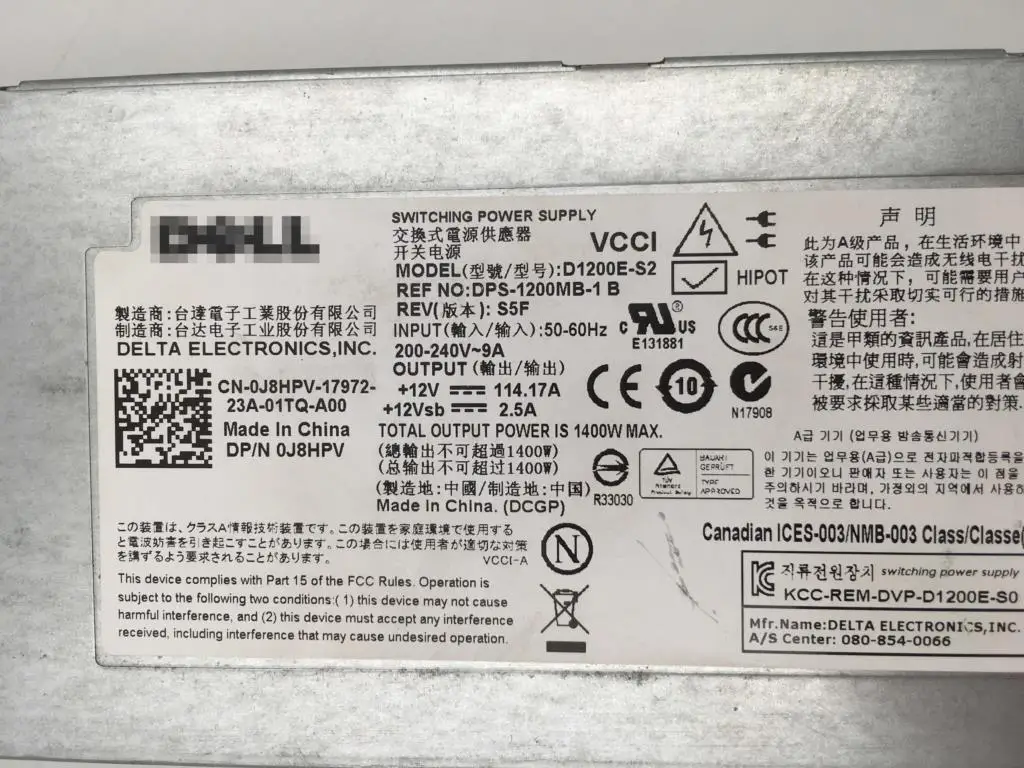 DELL
SWITCHING POWER SUPPLY
交換式電源供應器
开关电源
VCCI
MODEL(型號/型号):D1200E-S2
REF NO:DPS-1200MB-1 B
REV(版本): S5F
INPUT(輸入/输入):50-60Hz
200-240V~9A
OUTPUT (輸出/输出)
+12V 114.17A
+12Vsb 2.5A
TOTAL OUTPUT POWER IS 1400W MAX.
(總輸出不可超過1400W)
(总输出不可超过1400W)
(製造地:中國/制造地:中国)
Made in China. (DCGP)
製造商:台達電子工業股份有限公司
制造商:台达电子工业股份有限公司
DELTA ELECTRONICS,INC.
CN-0J8HPV-17972-
23A-01TQ-A00
Made In China
DP/N 0J8HPV
HIPOT
c RU US
®
E131881
CCC
S&E
CE
10
N17908
R33030
TÜV
BAUART
GEPRÜFT
TYPE
APPROVED
N
この装置は、クラスA情報技術装置です。この装置を家庭環境で使用する
と電波妨害を引き起こすことがあります。この場合には使用者が適切な対策
を講ずるよう要求されることがあります。
VCCI-A
This device complies with Part 15 of the FCC Rules. Operation is
subject to the following two conditions:( 1) this device may not cause
harmful interference, and (2) this device must accept any interference
received, including interference that may cause undesired operation.
声 明
此为A级产品，在生活环境中
该产品可能会造成无线电干扰
在这种情况下，可能需要用户
对其干扰采取切实可行的措施
警告使用者:
這是甲類的資訊產品,在居住
環境中使用時,可能會造成射
干擾,在這種情況下,使用者會
被要求採取某些適當的對策.
A급 기기 (업무용 방송통신기기)
이 기기는 업무용(A급)으로 전자파적합등록을
한 기기이오니 판매자 또는 사용자는 이 점을
주의하시기 바라며, 가정외의 지역에서 사용하
것을 목적으로 합니다.
Canadian ICES-003/NMB-003 Class/Classe(
직류전원장치 switching power supply
KCC-REM-DVP-D1200E-S0
Mfr.Name:DELTA ELECTRONICS,INC.
A/S Center: 080-854-0066